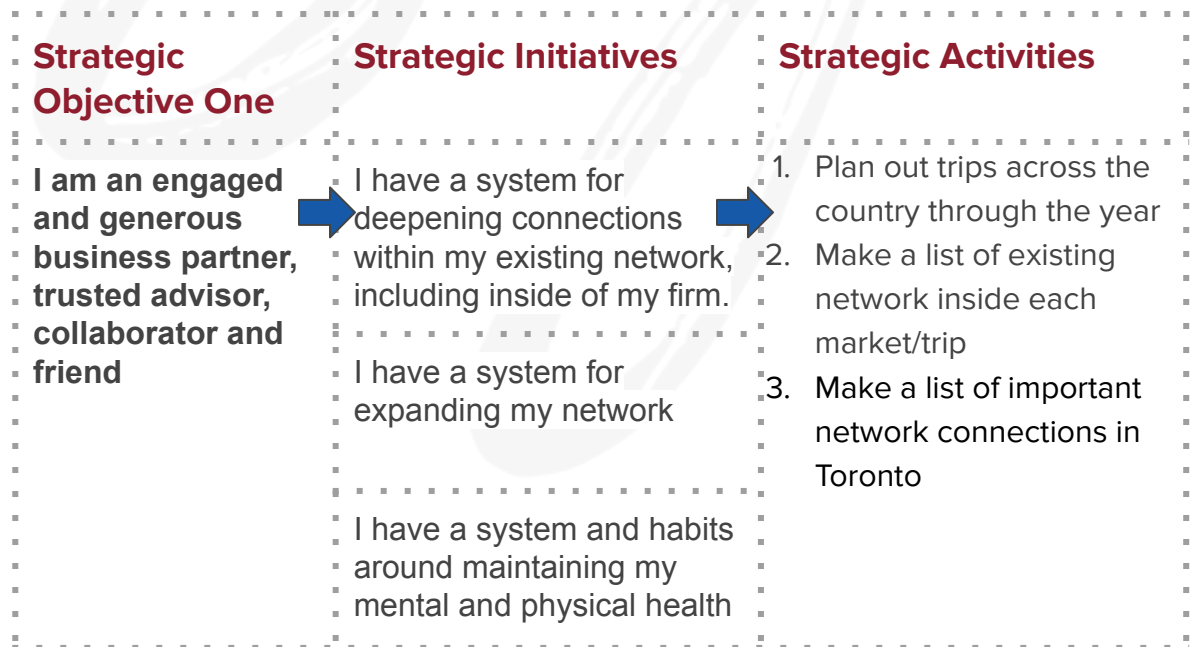 Strategic
Objective One
Strategic Initiatives
Strategic Activities
I am an engaged
and generous
business partner,
trusted advisor,
collaborator and
friend
I have a system for
deepening connections
within my existing network,
including inside of my firm.
I have a system for
expanding my network
I have a system and habits
around maintaining my
mental and physical health
1. Plan out trips across the
country through the year
2. Make a list of existing
network inside each
market/trip
3. Make a list of important
network connections in
Toronto